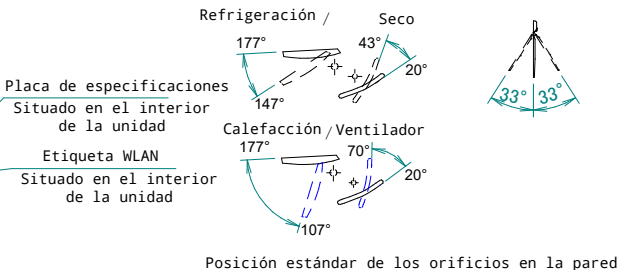 Refrigeración / Seco
177°
43°
20°
147°
33° 33°
Placa de especificaciones
Situado en el interior
de la unidad
Calefacción / Ventilador
177°
70°
20°
107°
Etiqueta WLAN
Situado en el interior
de la unidad
Posición estándar de los orificios en la pared